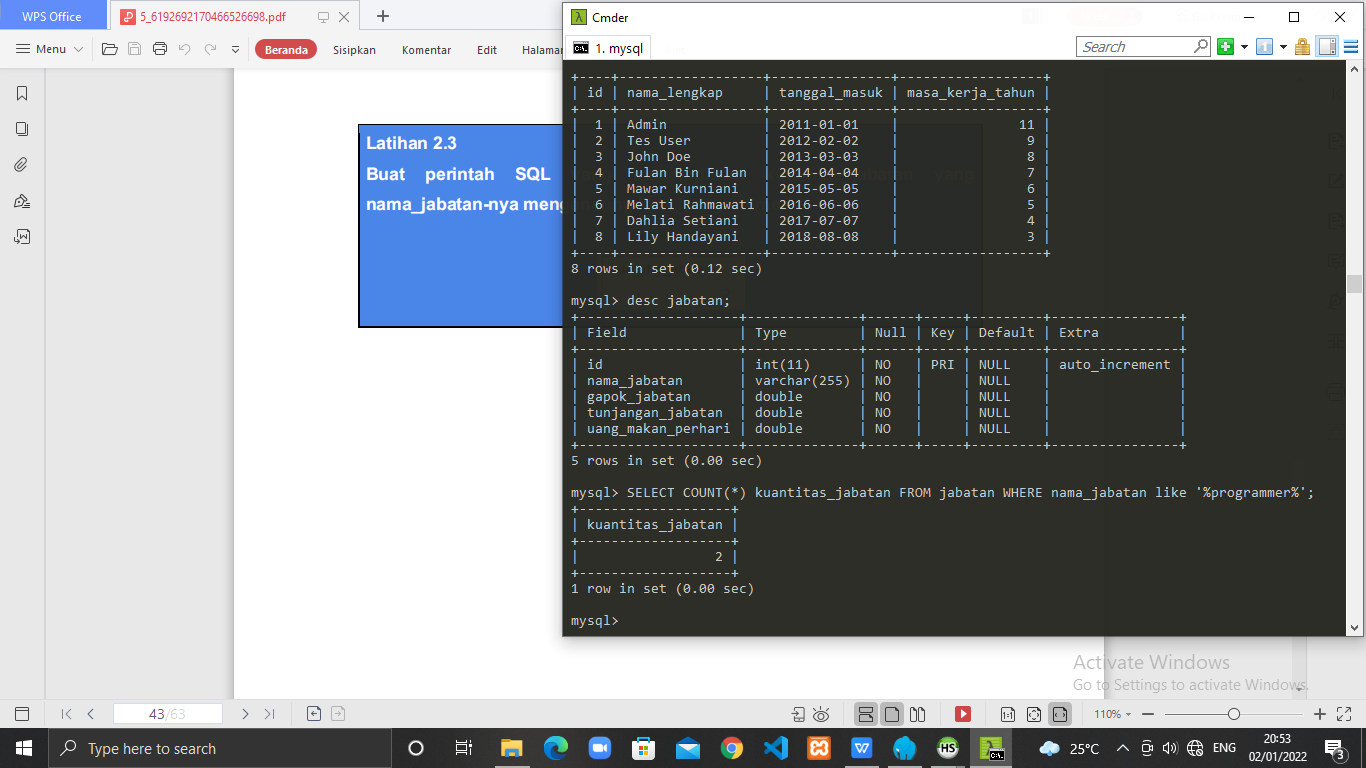 WPS Office
5_6192692170466526698.pdf
Menu
Beranda
Sisipkan
Komentar
Edit
Halaman
Latihan 2.3
Buat perintah SQL
nama_jabatan-nya meng
Cmder
1. mysql
Search
+----+------------------+---------------+------------------+
| id | nama_lengkap     | tanggal_masuk | masa_kerja_tahun |
+----+------------------+---------------+------------------+
|  1 | Admin            | 2011-01-01    |               11 |
|  2 | Tes User         | 2012-02-02    |                9 |
|  3 | John Doe         | 2013-03-03    |                8 |
|  4 | Fulan Bin Fulan  | 2014-04-04    |                7 |
|  5 | Mawar Kurniani   | 2015-05-05    |                6 |
|  6 | Melati Rahmawati | 2016-06-06    |                5 |
|  7 | Dahlia Setiani   | 2017-07-07    |                4 |
|  8 | Lily Handayani   | 2018-08-08    |                3 |
+----+------------------+---------------+------------------+
8 rows in set (0.12 sec)
mysql> desc jabatan;
+--------------------+--------------+------+-----+---------+----------------+
| Field              | Type         | Null | Key | Default | Extra          |
+--------------------+--------------+------+-----+---------+----------------+
| id                 | int(11)      | NO   | PRI | NULL    | auto_increment |
| nama_jabatan       | varchar(255) | NO   |     | NULL    |                |
| gapok_jabatan      | double       | NO   |     | NULL    |                |
| tunjangan_jabatan  | double       | NO   |     | NULL    |                |
| uang_makan_perhari | double       | NO   |     | NULL    |                |
+--------------------+--------------+------+-----+---------+----------------+
5 rows in set (0.00 sec)
mysql> SELECT COUNT(*) kuantitas_jabatan FROM jabatan WHERE nama_jabatan like '%programmer%';
+-------------------+
| kuantitas_jabatan |
+-------------------+
|                 2 |
+-------------------+
1 row in set (0.00 sec)
mysql>
Activate Windows
Go to Settings to activate Windows.
43/63
110%
Type here to search
25°C
ENG
20:53
02/01/2022
3